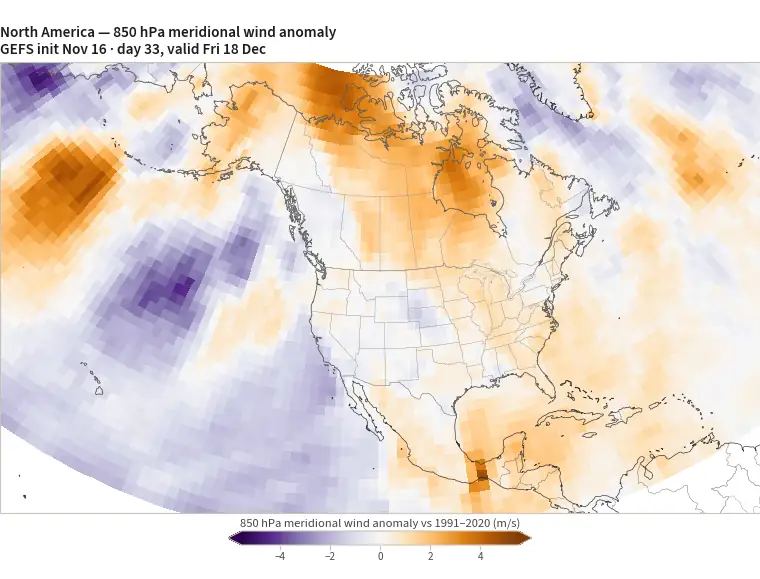 North America — 850 hPa meridional wind anomaly
GEFS init Nov 16 · day 33, valid Fri 18 Dec
850 hPa meridional wind anomaly vs 1991–2020 (m/s)
−4 −2 0 2 4